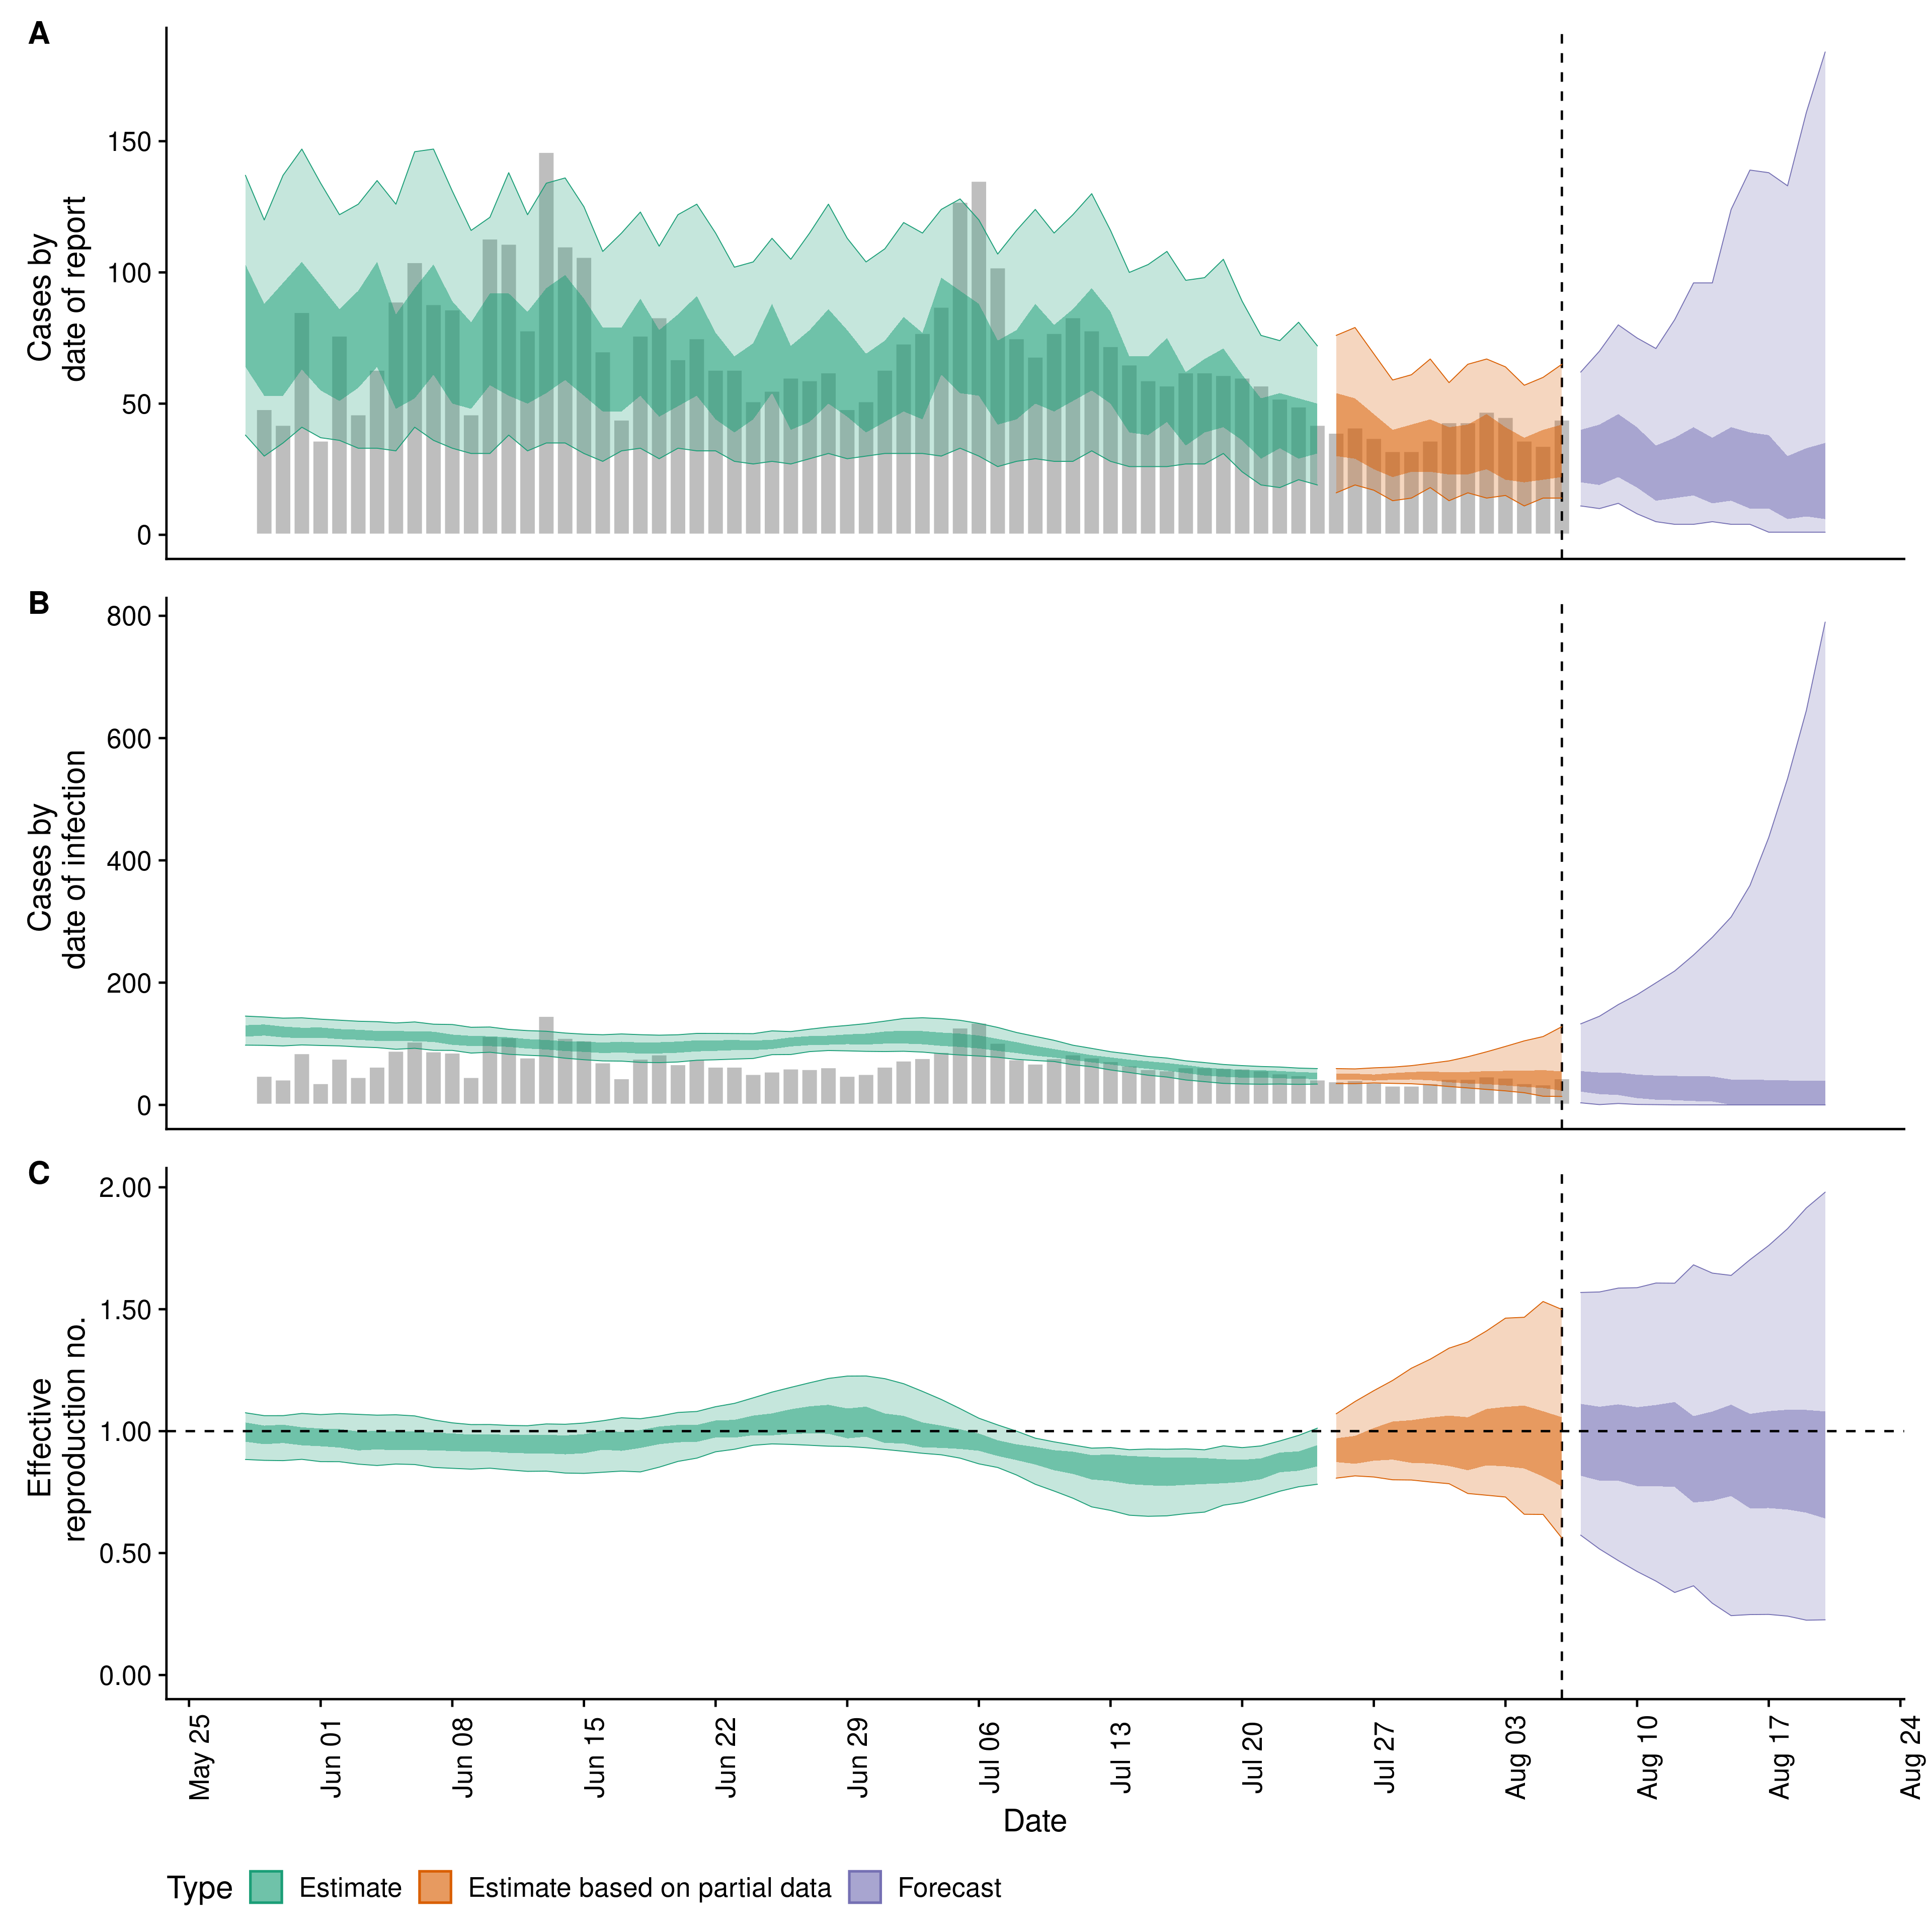 A
Cases by
date of report
150
100
50
0
B
Cases by
date of infection
800
600
400
200
0
C
Effective
reproduction no.
2.00
1.50
1.00
0.50
0.00
May 25
Jun 01
Jun 08
Jun 15
Jun 22
Jun 29
Jul 06
Jul 13
Jul 20
Jul 27
Aug 03
Aug 10
Aug 17
Aug 24
Date
Type Estimate Estimate based on partial data Forecast